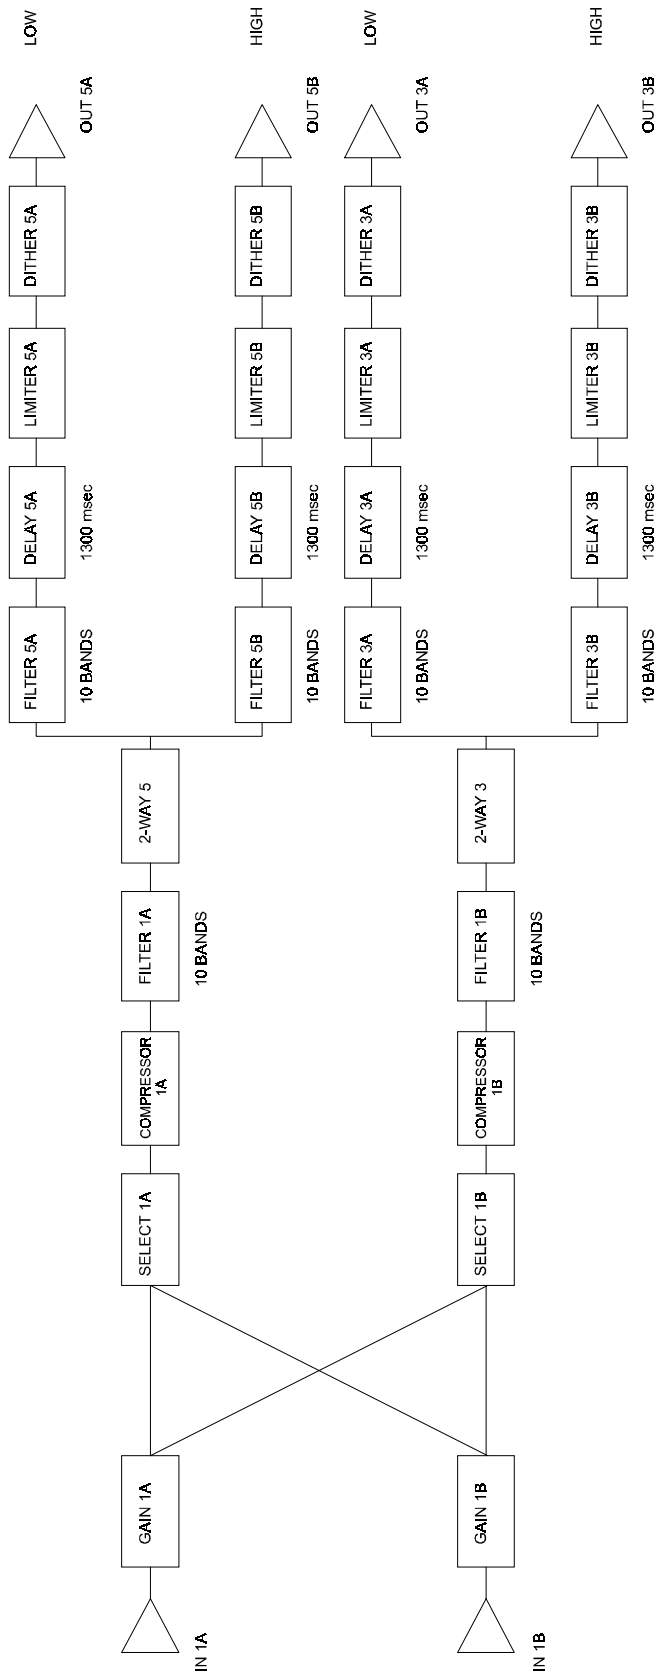 IN 1A
GAIN 1A
SELECT 1A
COMPRESSOR
1A
FILTER 1A
10 BANDS
2-WAY 5
FILTER 5A
10 BANDS
DELAY 5A
1300 msec
LIMITER 5A
DITHER 5A
OUT 5A
LOW
FILTER 5B
10 BANDS
DELAY 5B
1300 msec
LIMITER 5B
DITHER 5B
OUT 5B
HIGH
IN 1B
GAIN 1B
SELECT 1B
COMPRESSOR
1B
FILTER 1B
10 BANDS
2-WAY 3
FILTER 3A
10 BANDS
DELAY 3A
1300 msec
LIMITER 3A
DITHER 3A
OUT 3A
LOW
FILTER 3B
10 BANDS
DELAY 3B
1300 msec
LIMITER 3B
DITHER 3B
OUT 3B
HIGH